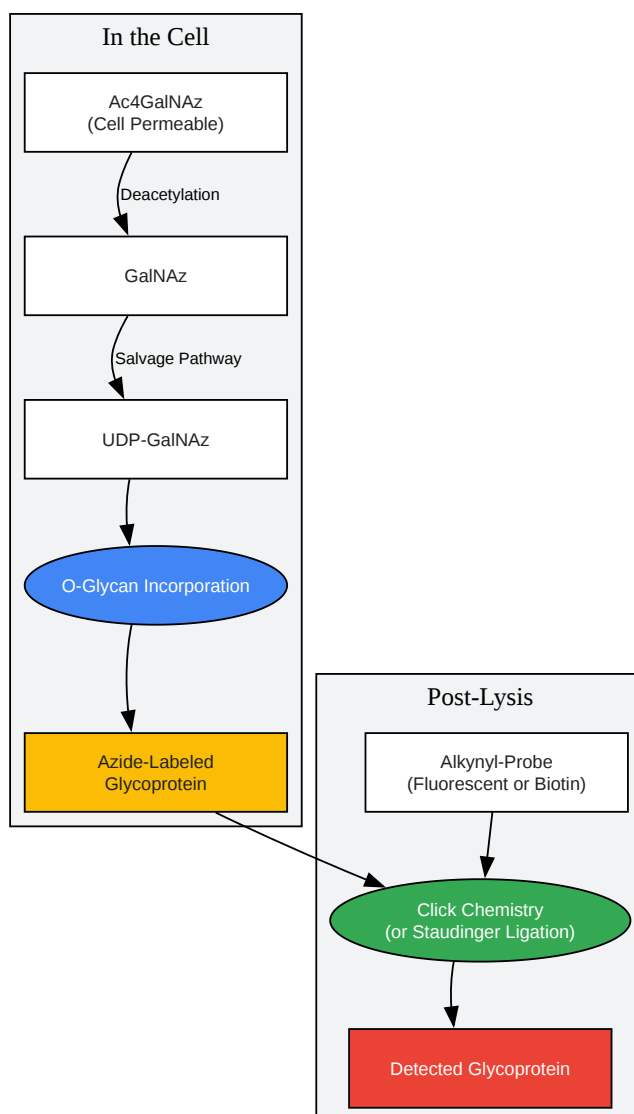 In the Cell
Ac4GalNAz
(Cell Permeable)
Deacetylation
GalNAz
Salvage Pathway
UDP-GalNAz
O-Glycan Incorporation
Azide-Labeled
Glycoprotein
Post-Lysis
Alkynyl-Probe
(Fluorescent or Biotin)
Click Chemistry
(or Staudinger Ligation)
Detected Glycoprotein